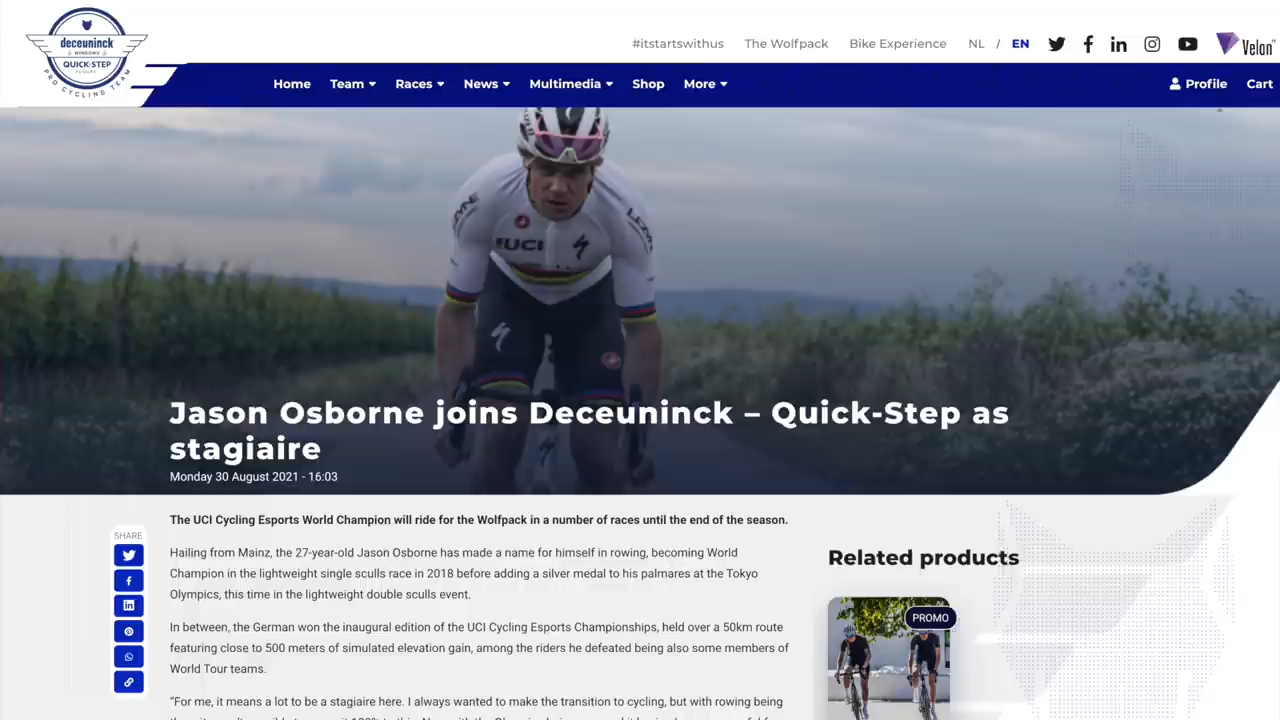 deceuninck
WINDOWS
QUICK-STEP
FLOORS
PRO CYCLING TEAM
#itstartswithus The Wolfpack Bike Experience NL / EN
Velon
Home Team Races News Multimedia Shop More Profile Cart
UCI
Jason Osborne joins Deceuninck – Quick-Step as
stagiaire
Monday 30 August 2021 - 16:03
The UCI Cycling Esports World Champion will ride for the Wolfpack in a number of races until the end of the season.
SHARE
Hailing from Mainz, the 27-year-old Jason Osborne has made a name for himself in rowing, becoming World
Champion in the lightweight single sculls race in 2018 before adding a silver medal to his palmares at the Tokyo
Olympics, this time in the lightweight double sculls event.
In between, the German won the inaugural edition of the UCI Cycling Esports Championships, held over a 50km route
featuring close to 500 meters of simulated elevation gain, among the riders he defeated being also some members of
World Tour teams.
“For me, it means a lot to be a stagiaire here. I always wanted to make the transition to cycling, but with rowing being
Related products
PROMO